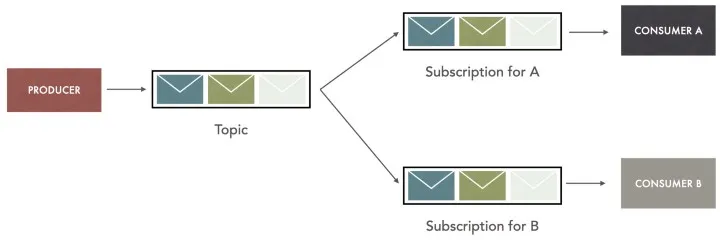 PRODUCER
Topic
Subscription for A
CONSUMER A
Subscription for B
CONSUMER B